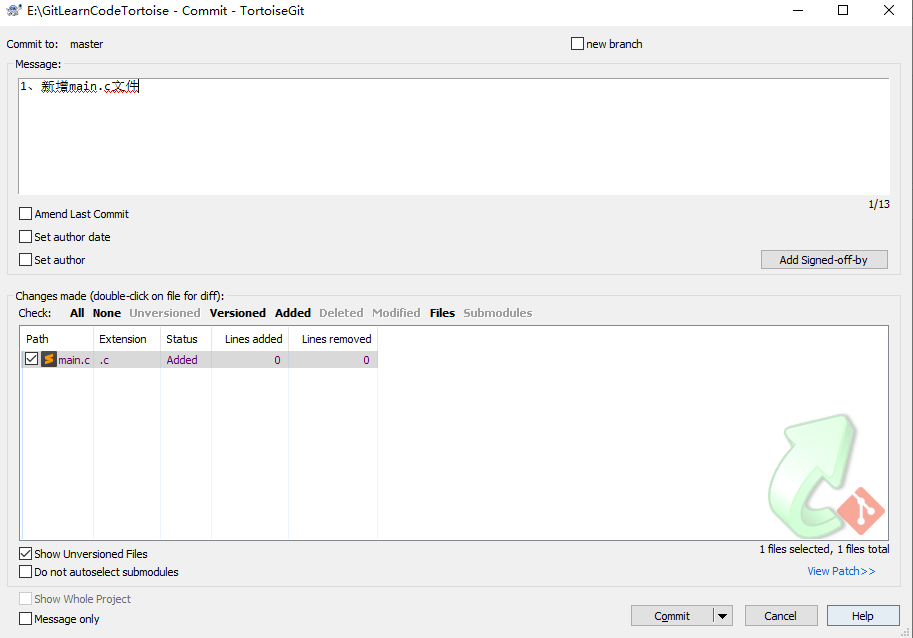 E:\GitLearnCodeTortoise - Commit - TortoiseGit
Commit to: master
new branch
Message:
1、新增main.c文件
1/13
Amend Last Commit
Set author date
Set author
Add Signed-off-by
Changes made (double-click on file for diff):
Check: All None Unversioned Versioned Added Deleted Modified Files Submodules
Path Extension Status Lines added Lines removed
main.c .c Added 0 0
Show Unversioned Files
1 files selected, 1 files total
Do not autoselect submodules
View Patch>>
Show Whole Project
Message only
Commit
Cancel
Help